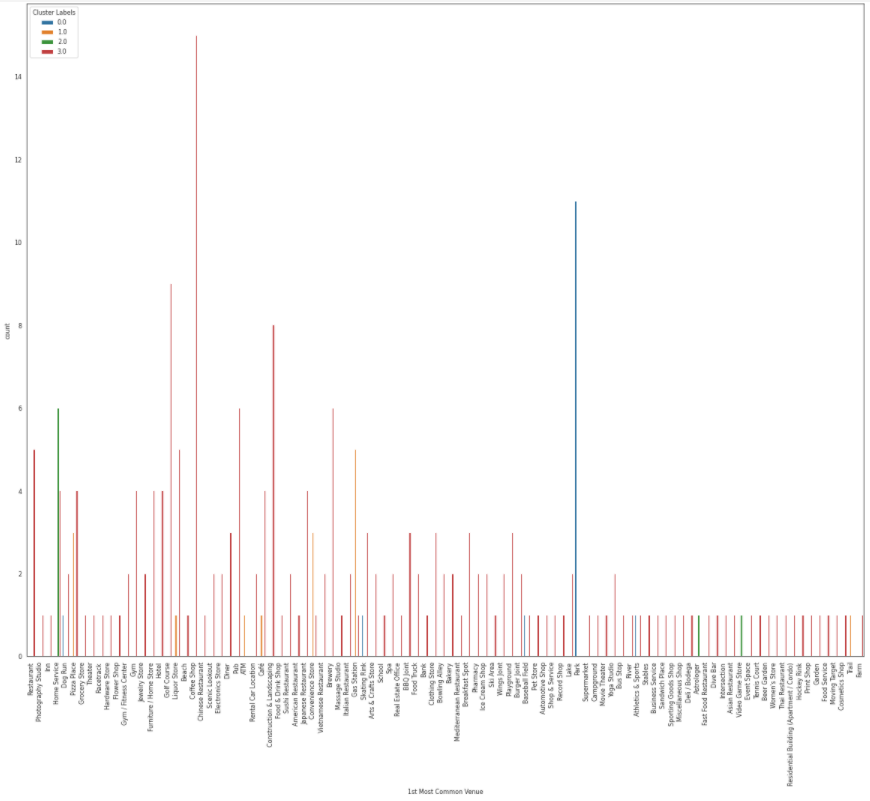 Cluster Labels
0.0
1.0
2.0
3.0
14
12
10
8
6
4
2
0
count
Restaurant
Photography Studio
Inn
Home Service
Dog Run
Pizza Place
Grocery Store
Theater
Racetrack
Hardware Store
Flower Shop
Gym / Fitness Center
Gym
Jewelry Store
Furniture / Home Store
Hotel
Golf Course
Liquor Store
Beach
Coffee Shop
Chinese Restaurant
Scenic Lookout
Electronics Store
Diner
Pub
ATM
Rental Car Location
Café
Construction & Landscaping
Food & Drink Shop
Sushi Restaurant
American Restaurant
Japanese Restaurant
Convenience Store
Vietnamese Restaurant
Brewery
Massage Studio
Italian Restaurant
Gas Station
Skating Rink
Arts & Crafts Store
School
Spa
Real Estate Office
BBQ Joint
Food Truck
Bank
Clothing Store
Bowling Alley
Bakery
Mediterranean Restaurant
Breakfast Spot
Pharmacy
Ice Cream Shop
Ski Area
Wings Joint
Playground
Burger Joint
Baseball Field
Pet Store
Automotive Shop
Shop & Service
Record Shop
Lake
Park
Supermarket
Campground
Movie Theater
Yoga Studio
Bus Stop
River
Athletics & Sports
Stables
Business Service
Sandwich Place
Sporting Goods Shop
Miscellaneous Shop
Deli / Bodega
Astrologer
Fast Food Restaurant
Dive Bar
Intersection
Asian Restaurant
Video Game Store
Event Space
Tennis Court
Beer Garden
Women's Store
Thai Restaurant
Residential Building (Apartment / Condo)
Hockey Rink
Print Shop
Garden
Food Service
Moving Target
Cosmetics Shop
Trail
Farm
1st Most Common Venue